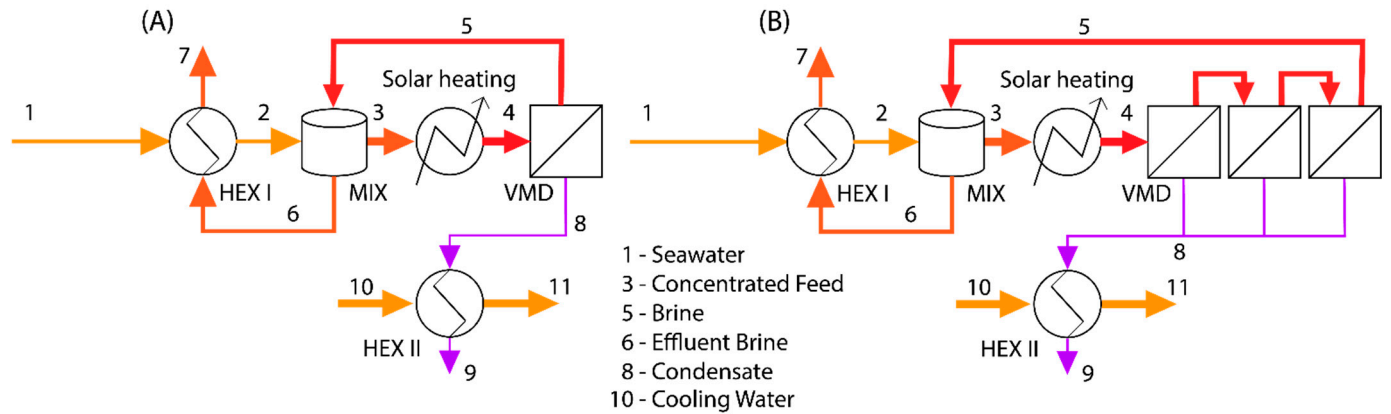 (A)
5
(B)
5
7
Solar heating
7
Solar heating
1
2
3
4
1
2
3
4
HEX I
MIX
VMD
HEX I
MIX
VMD
6
6
8
8
1 - Seawater
3 - Concentrated Feed
5 - Brine
6 - Effluent Brine
8 - Condensate
10 - Cooling Water
10
11
10
11
HEX II
HEX II
9
9